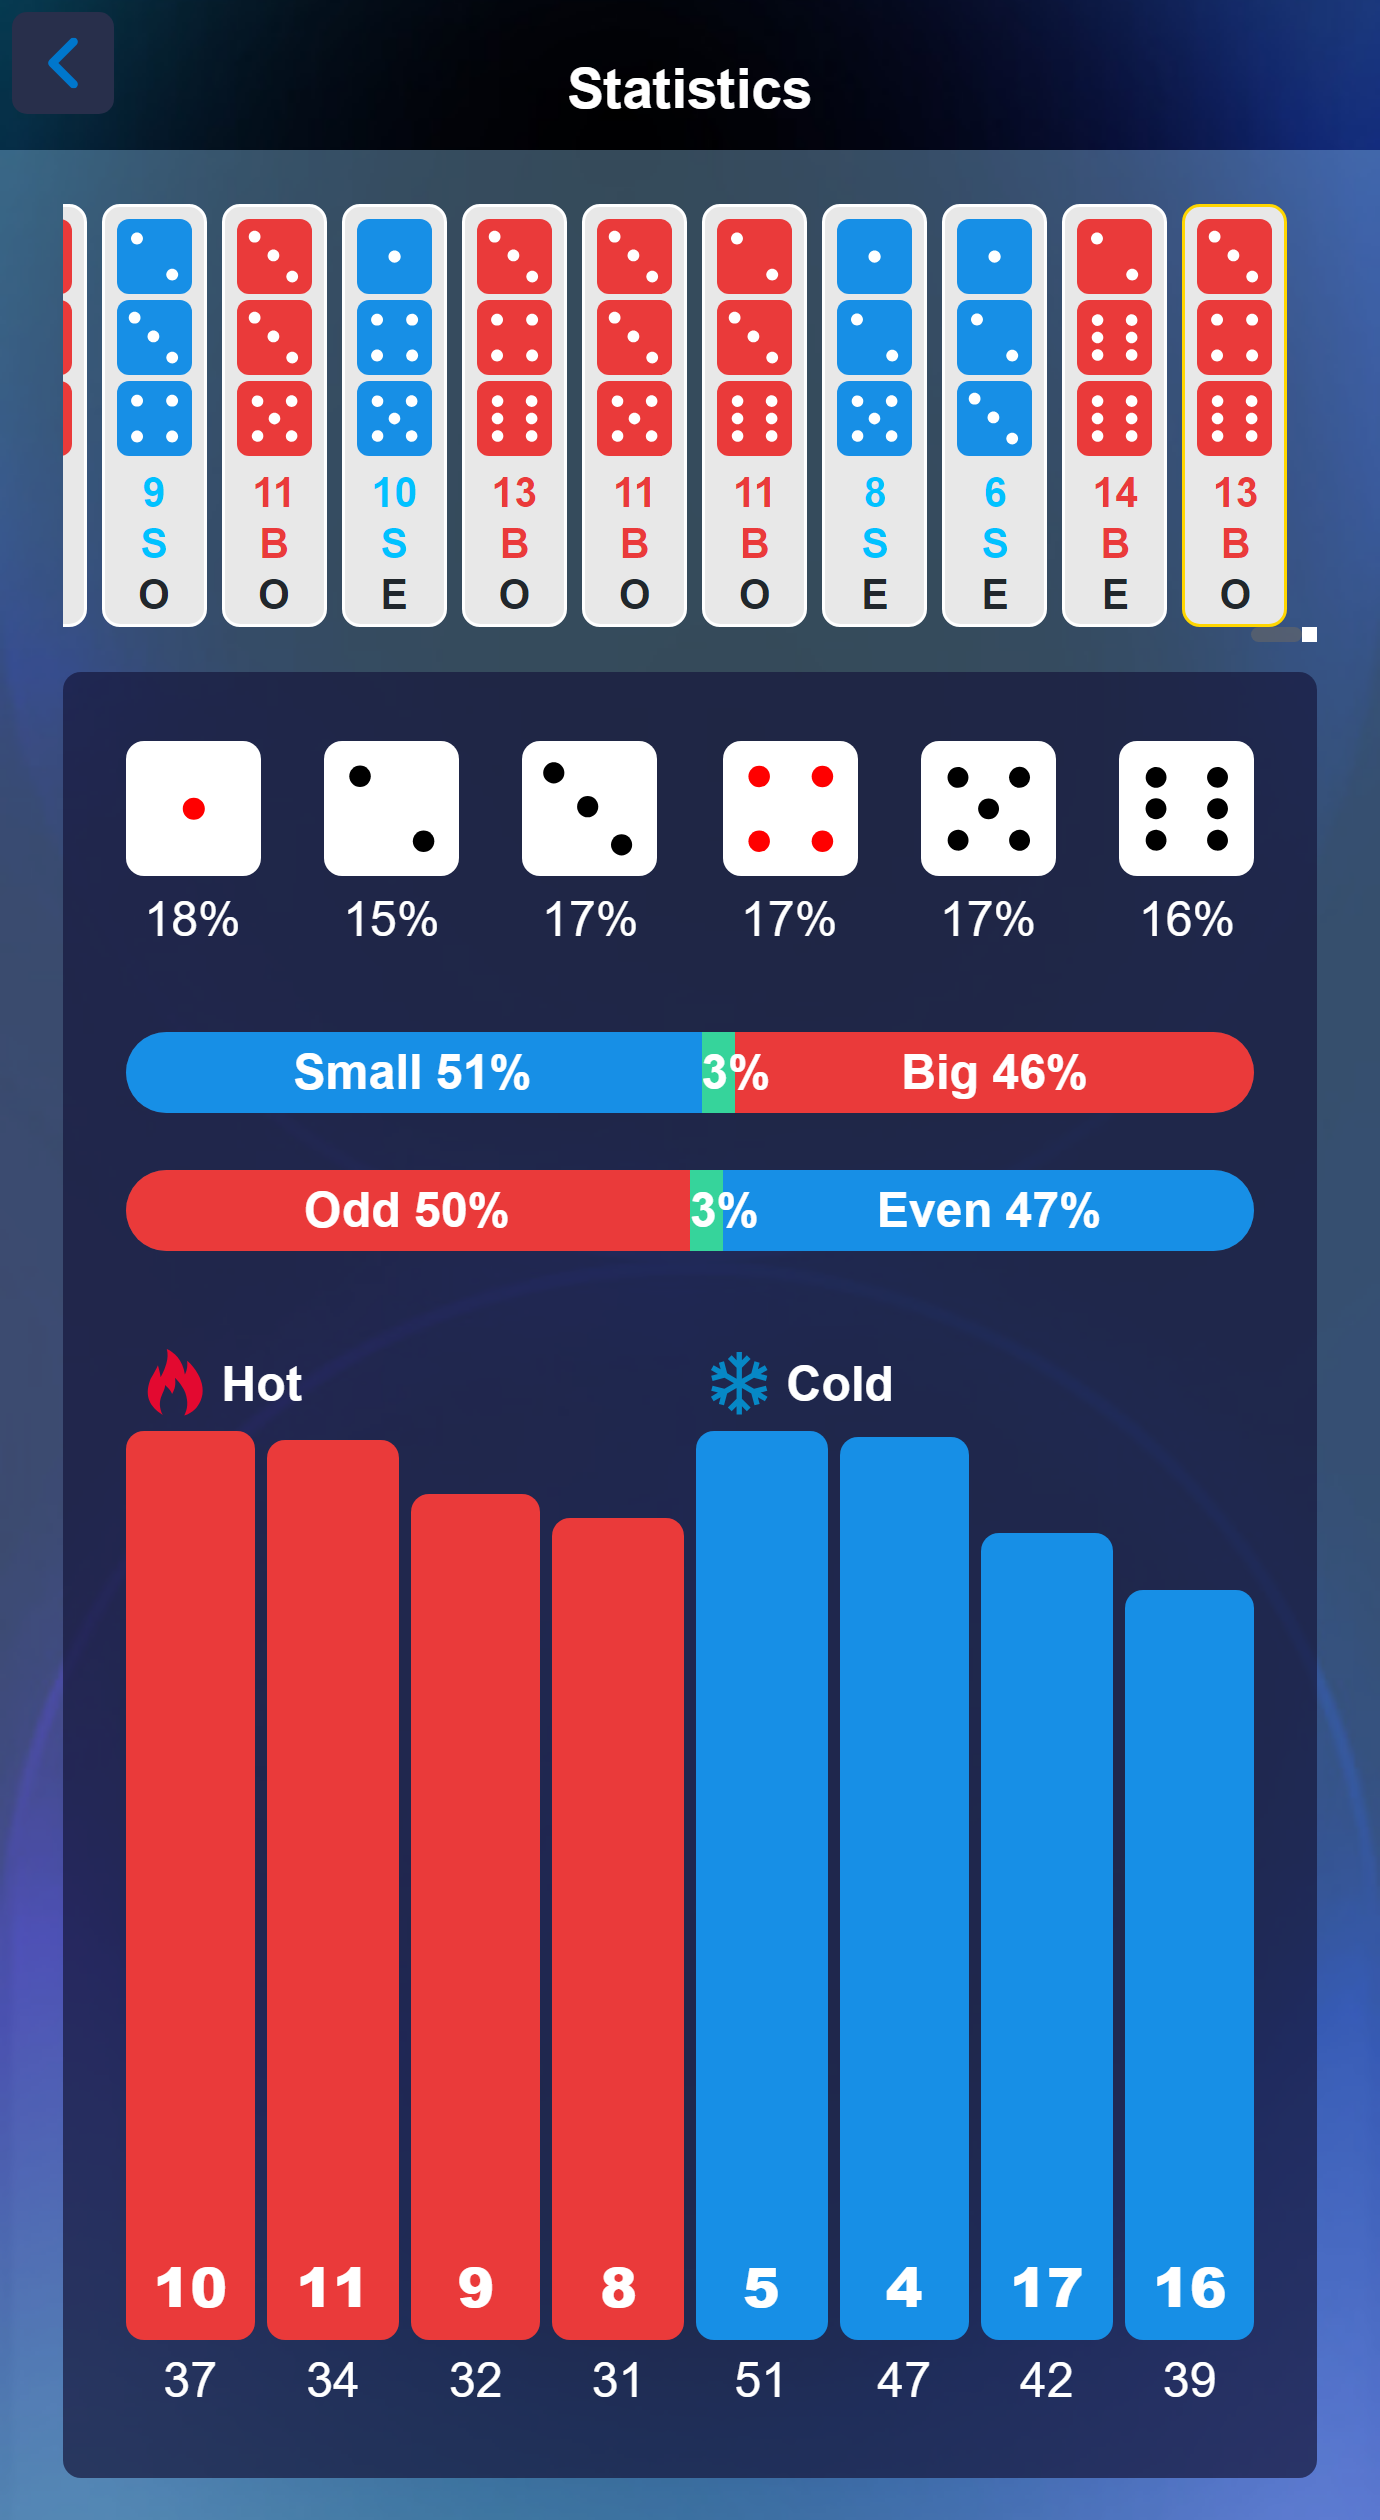 Statistics
9 11 10 13 11 11 8 6 14 13
S B S B B B S S B B
O O E O O O E E E O
18% 15% 17% 17% 17% 16%
Small 51% 3% Big 46%
Odd 50% 3% Even 47%
Hot Cold
10 11 9 8 5 4 17 16
37 34 32 31 51 47 42 39